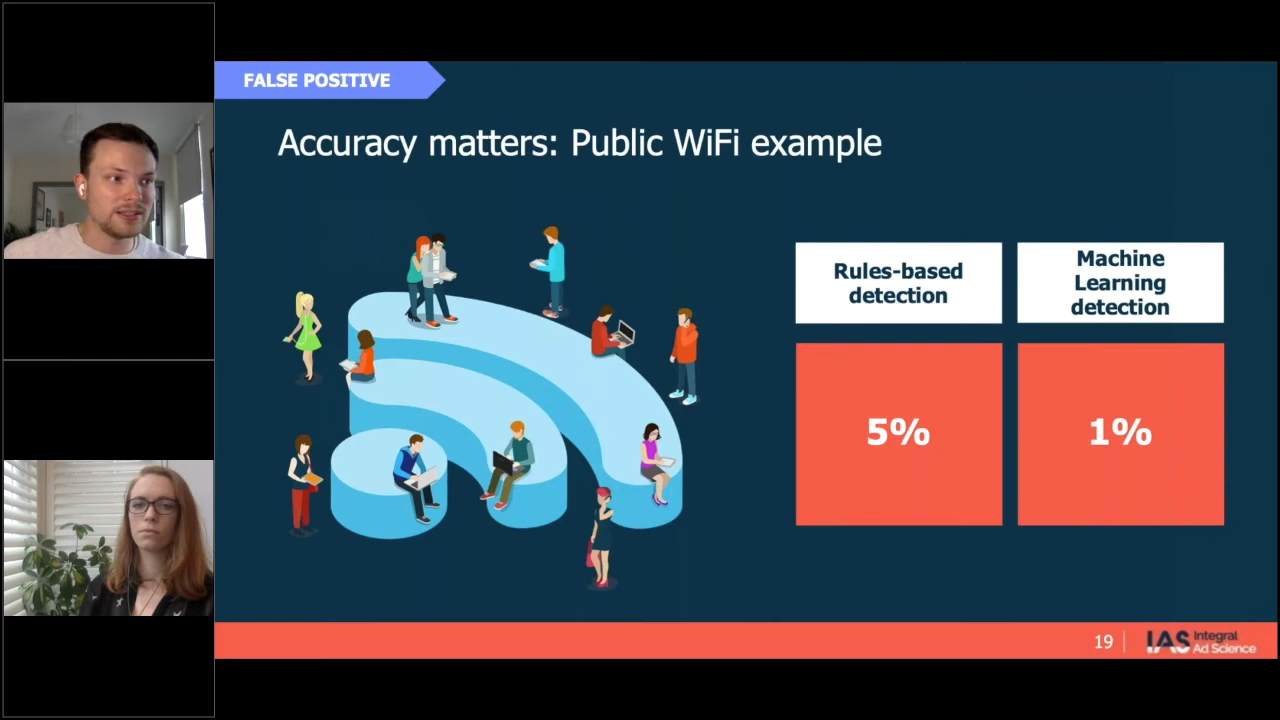 FALSE POSITIVE
Accuracy matters: Public WiFi example
Rules-based
detection
Machine
Learning
detection
5%
1%
19
IAS Integral
Ad Science